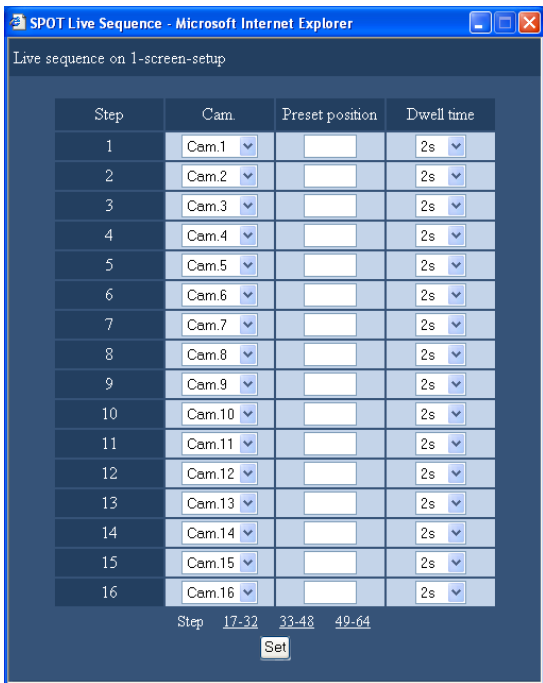 SPOT Live Sequence - Microsoft Internet Explorer
Live sequence on 1-screen-setup
Step Cam. Preset position Dwell time
1 Cam.1 2s
2 Cam.2 2s
3 Cam.3 2s
4 Cam.4 2s
5 Cam.5 2s
6 Cam.6 2s
7 Cam.7 2s
8 Cam.8 2s
9 Cam.9 2s
10 Cam.10 2s
11 Cam.11 2s
12 Cam.12 2s
13 Cam.13 2s
14 Cam.14 2s
15 Cam.15 2s
16 Cam.16 2s
Step 17-32 33-48 49-64
Set